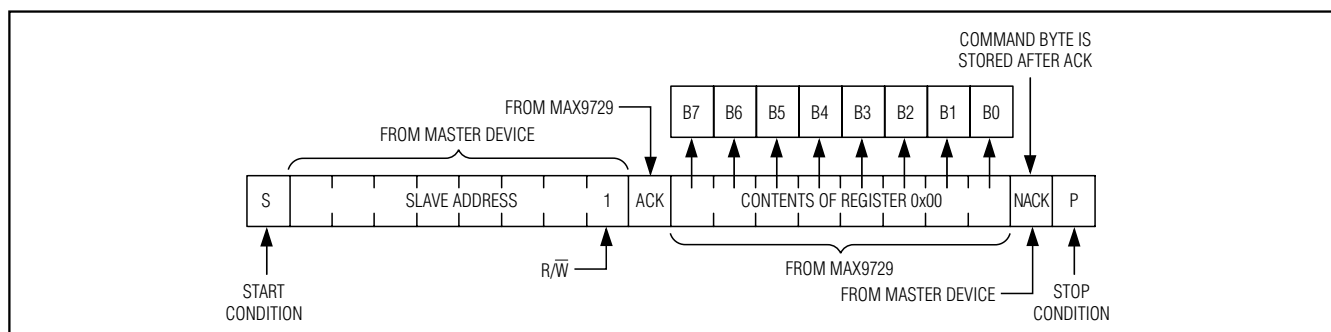 COMMAND BYTE IS
STORED AFTER ACK
FROM MAX9729
B7 B6 B5 B4 B3 B2 B1 B0
FROM MASTER DEVICE
S SLAVE ADDRESS 1 ACK CONTENTS OF REGISTER 0x00 NACK P
R/W̅
FROM MAX9729
START
CONDITION
FROM MASTER DEVICE
STOP
CONDITION